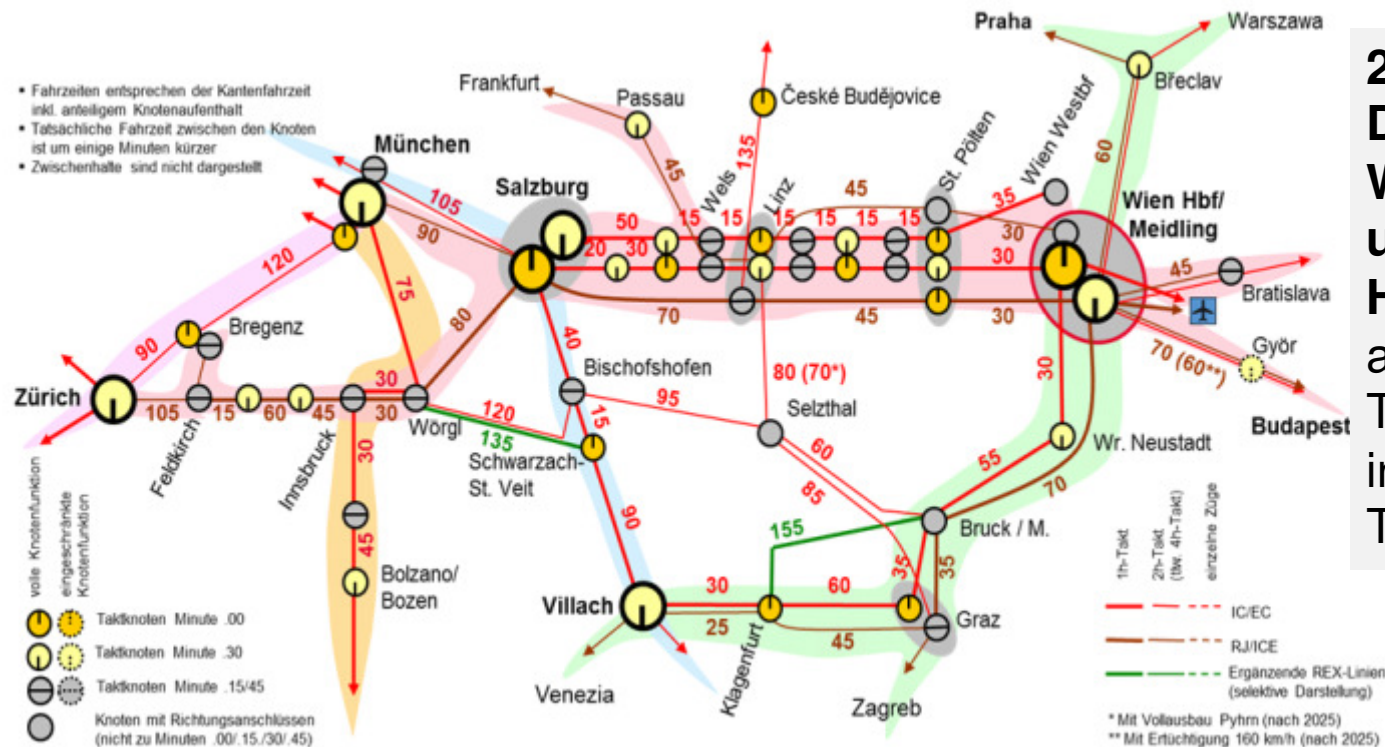 Praha
Warszawa
Břeclav
Frankfurt
Passau
České Budějovice
• Fahrzeiten entsprechen der Kantenfahrzeit
inkl. anteiligem Knotenaufenthalt
• Tatsächliche Fahrzeit zwischen den Knoten
ist um einige Minuten kürzer
• Zwischenhalte sind nicht dargestellt
München
Salzburg
Wels
Linz
St. Pölten
Wien Westbf
Wien Hbf/
Meidling
105
90
45
135
45
35
60
50
15
15
15
15
15
15
30
20
30
30
45
Bratislava
120
75
80
70
45
30
Győr
70 (60**)
Budapest
Bregenz
90
40
Bischofshofen
80 (70*)
30
Zürich
105
15
60
45
30
30
Wörgl
120
135
15
95
Selzthal
Wr. Neustadt
Feldkirch
Innsbruck
30
Schwarzach-
St. Veit
60
85
55
70
45
Bolzano/
Bozen
90
155
Bruck / M.
35
35
Villach
30
60
25
45
Graz
Klagenfurt
Venezia
Zagreb
volle Knotenfunktion
eingeschränkte
Knotenfunktion
Taktknoten Minute .00
Taktknoten Minute .30
Taktknoten Minute .15/45
Knoten mit Richtungsanschlüssen
(nicht zu Minuten .00/.15./30/.45)
1h-Takt
2h-Takt
(tlw. 4h-Takt)
einzelne Züge
IC/EC
RJ/ICE
Ergänzende REX-Linien
(selektive Darstellung)
* Mit Vollausbau Pyhrn (nach 2025)
** Mit Ertüchtigung 160 km/h (nach 2025)
2
D
W
u
H
a
T
i
T